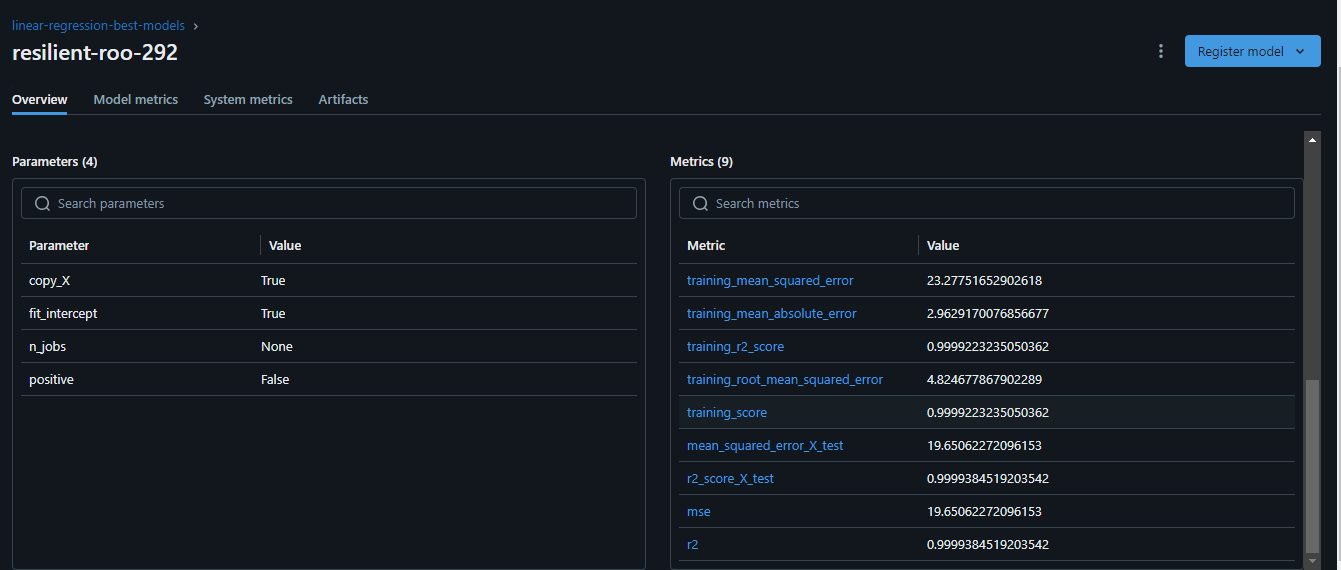 linear-regression-best-models ›
resilient-roo-292
Register model
Overview Model metrics System metrics Artifacts
Parameters (4)
Search parameters
Parameter Value
copy_X True
fit_intercept True
n_jobs None
positive False
Metrics (9)
Search metrics
Metric Value
training_mean_squared_error 23.27751652902618
training_mean_absolute_error 2.9629170076856677
training_r2_score 0.9999223235050362
training_root_mean_squared_error 4.824677867902289
training_score 0.9999223235050362
mean_squared_error_X_test 19.65062272096153
r2_score_X_test 0.9999384519203542
mse 19.65062272096153
r2 0.9999384519203542